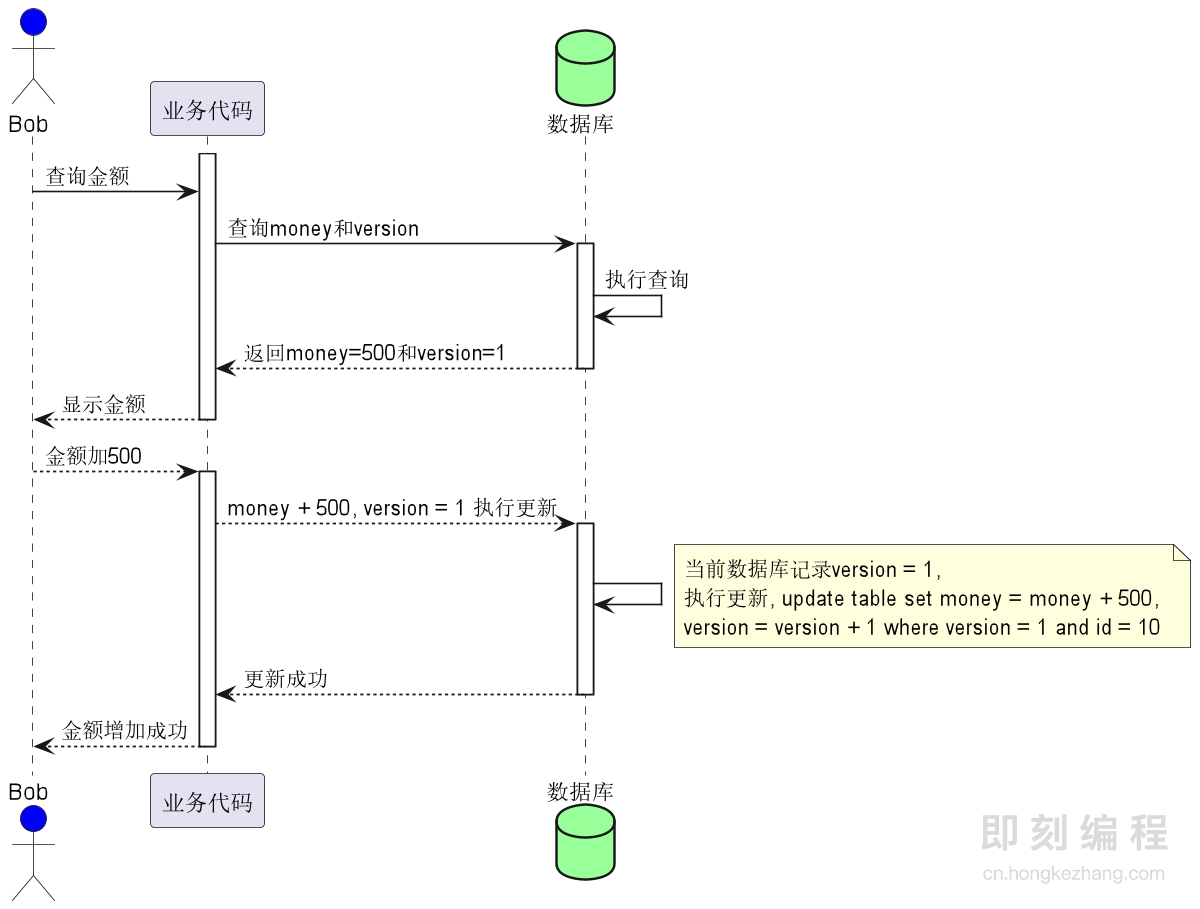 Bob
业务代码
数据库
查询金额
查询money和version
执行查询
返回money=500和version=1
显示金额
金额加500
money + 500, version = 1 执行更新
当前数据库记录version = 1,
执行更新, update table set money = money + 500,
version = version + 1 where version = 1 and id = 10
更新成功
金额增加成功
Bob
业务代码
数据库
即刻编程
cn.hongkezhang.com